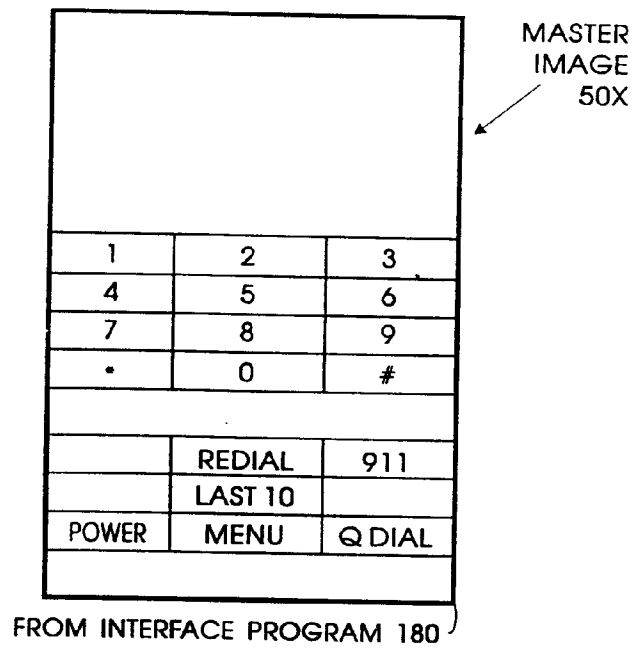 MASTER
IMAGE
50X
1 2 3
4 5 6
7 8 9
* 0 #
REDIAL 911
LAST 10
POWER MENU Q DIAL
FROM INTERFACE PROGRAM 180